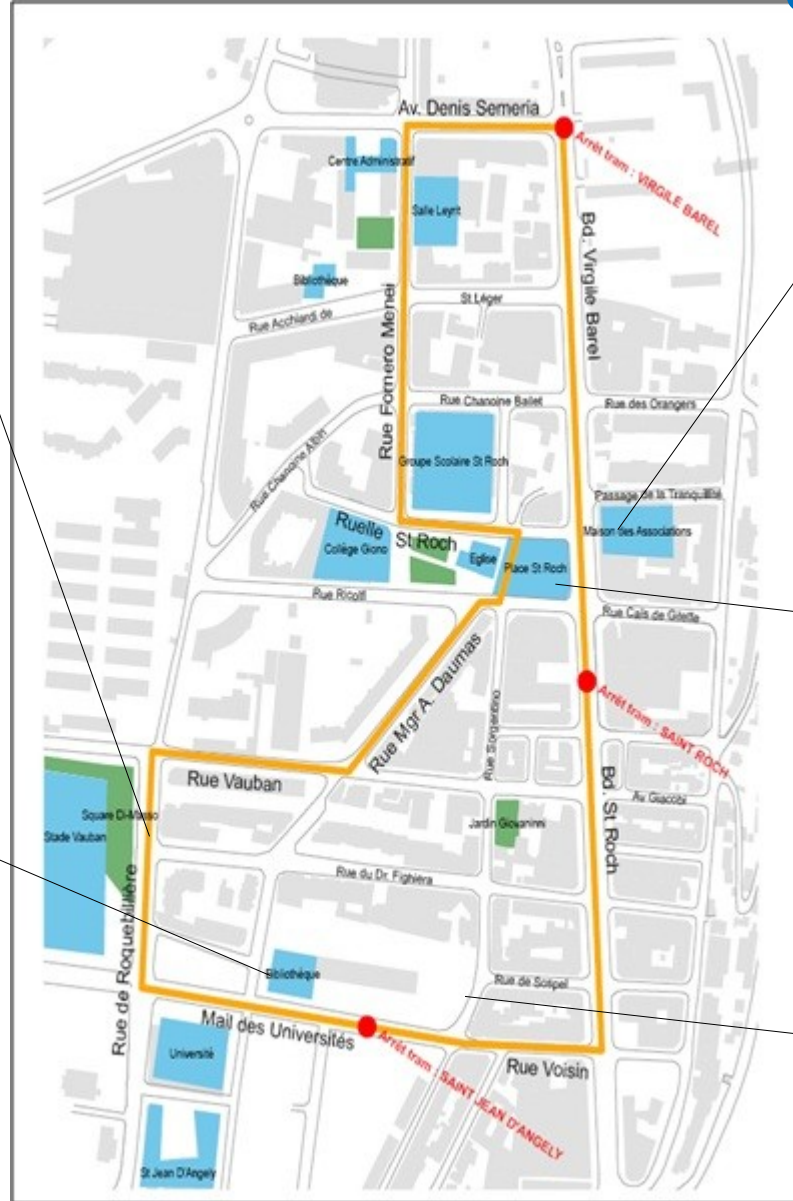 Av. Denis Semeria
Arrêt tram : VIRGILE BAREL
Centre Administratif
Salle Leyrit
Bibliothèque
Bd. Virgile Barel
St Léger
Rue Acchiardi de
Rue Fornero Menei
Rue Chanoine Ballet
Rue des Orangers
Rue Chanoine Albin
Groupe Scolaire St Roch
Passage de la Tranquillité
Ruelle
St Roch
Maison des Associations
Collège Giono
Eglise
Place St Roch
Rue Ricolfi
Rue Cais de Gilette
Rue Mgr A. Daumas
Rue Sorgentino
Arrêt tram : SAINT ROCH
Rue Vauban
Bd. St Roch
Av Giacobi
Square Di-Masso
Stade Vauban
Jardin Giovaninni
Rue du Dr. Fighiera
Rue de Roquebillière
Bibliothèque
Rue de Sospel
Mail des Universités
Arrêt tram : SAINT JEAN D'ANGELY
Université
Rue Voisin
St Jean D'Angely